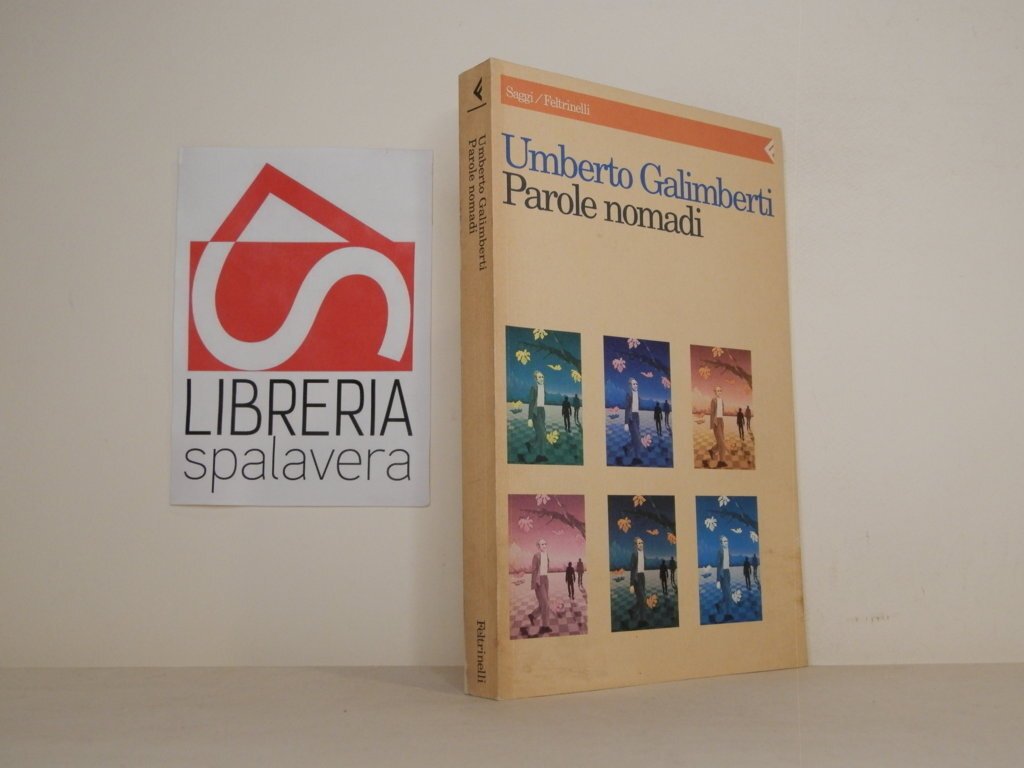 LIBRERIA
spalavera
Umberto Galimberti
Parole nomadi
Feltrinelli
Saggi/Feltrinelli
Umberto Galimberti
Parole nomadi